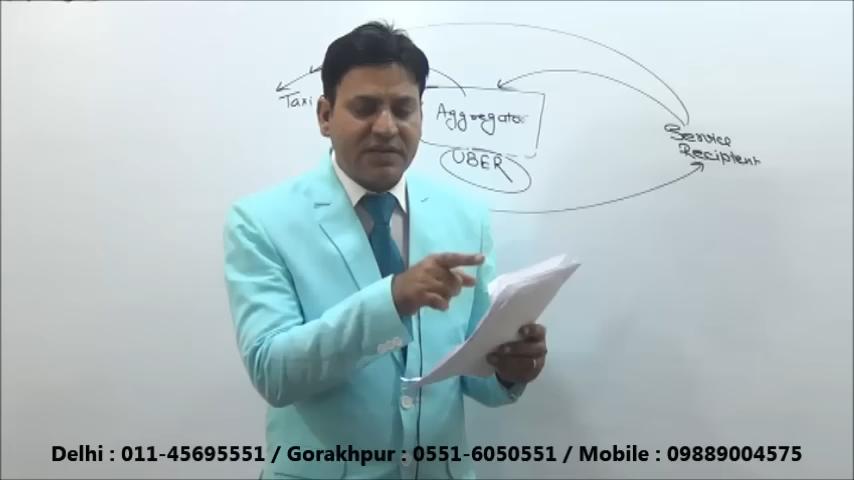 Taxi
Aggregator
UBER
Service
Recipient
Delhi : 011-45695551 / Gorakhpur : 0551-6050551 / Mobile : 09889004575